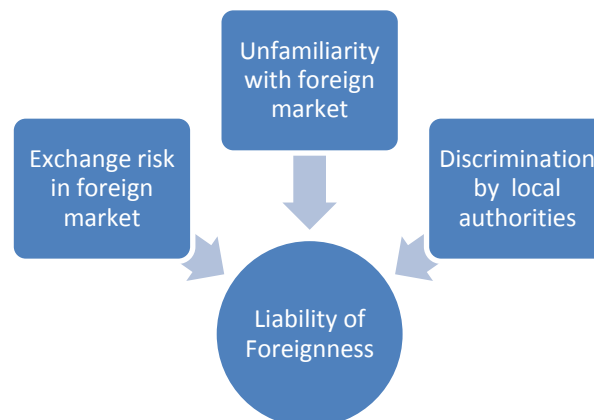 Unfamiliarity
with foreign
market
Exchange risk
in foreign
market
Discrimination
by local
authorities
Liability of
Foreignness